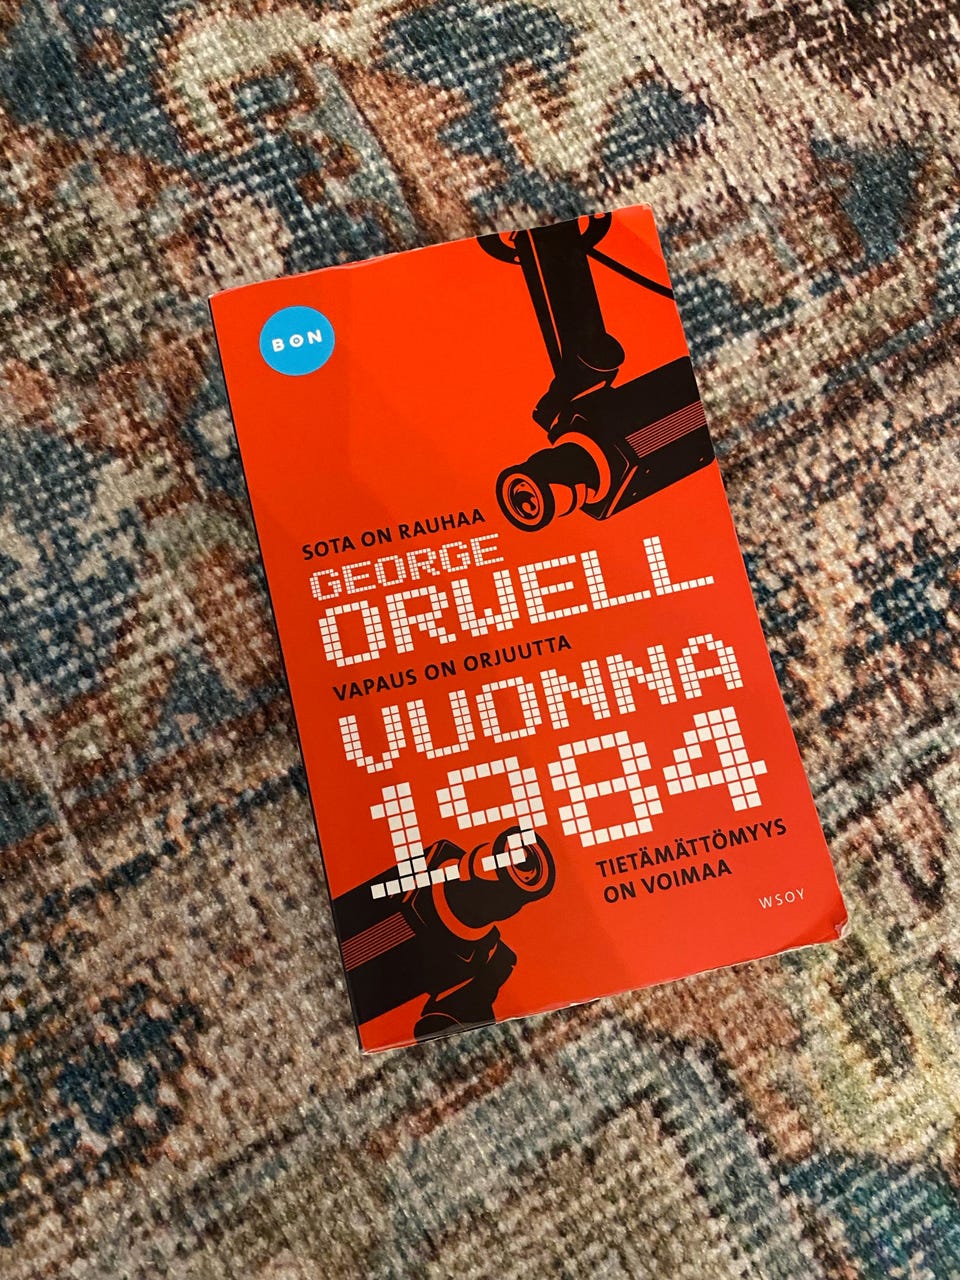 BON
SOTA ON RAUHAA
GEORGE
ORWELL
VAPAUS ON ORJUUTTA
VUONNA
1984
TIETÄMÄTTÖMYYS
ON VOIMAA
WSOY